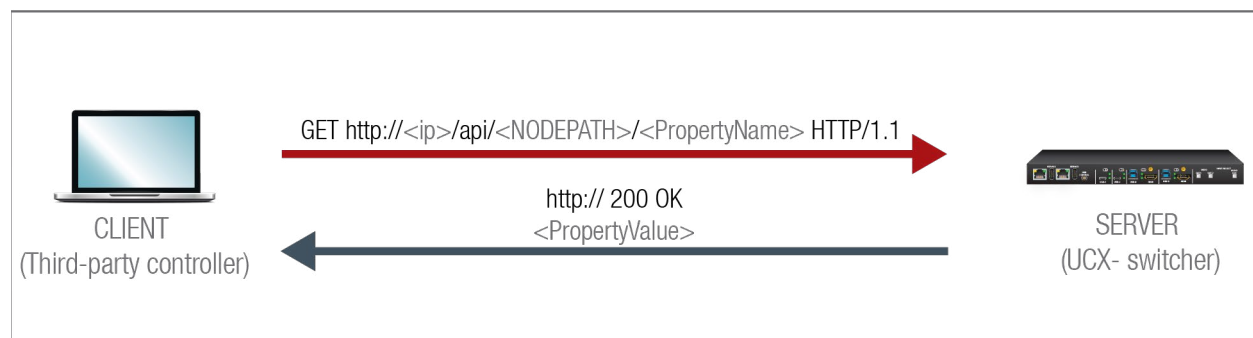 GET http://<ip>/api/<NODEPATH>/<PropertyName> HTTP/1.1
http:// 200 OK
<PropertyValue>
CLIENT
(Third-party controller)
SERVER
(UCX- switcher)